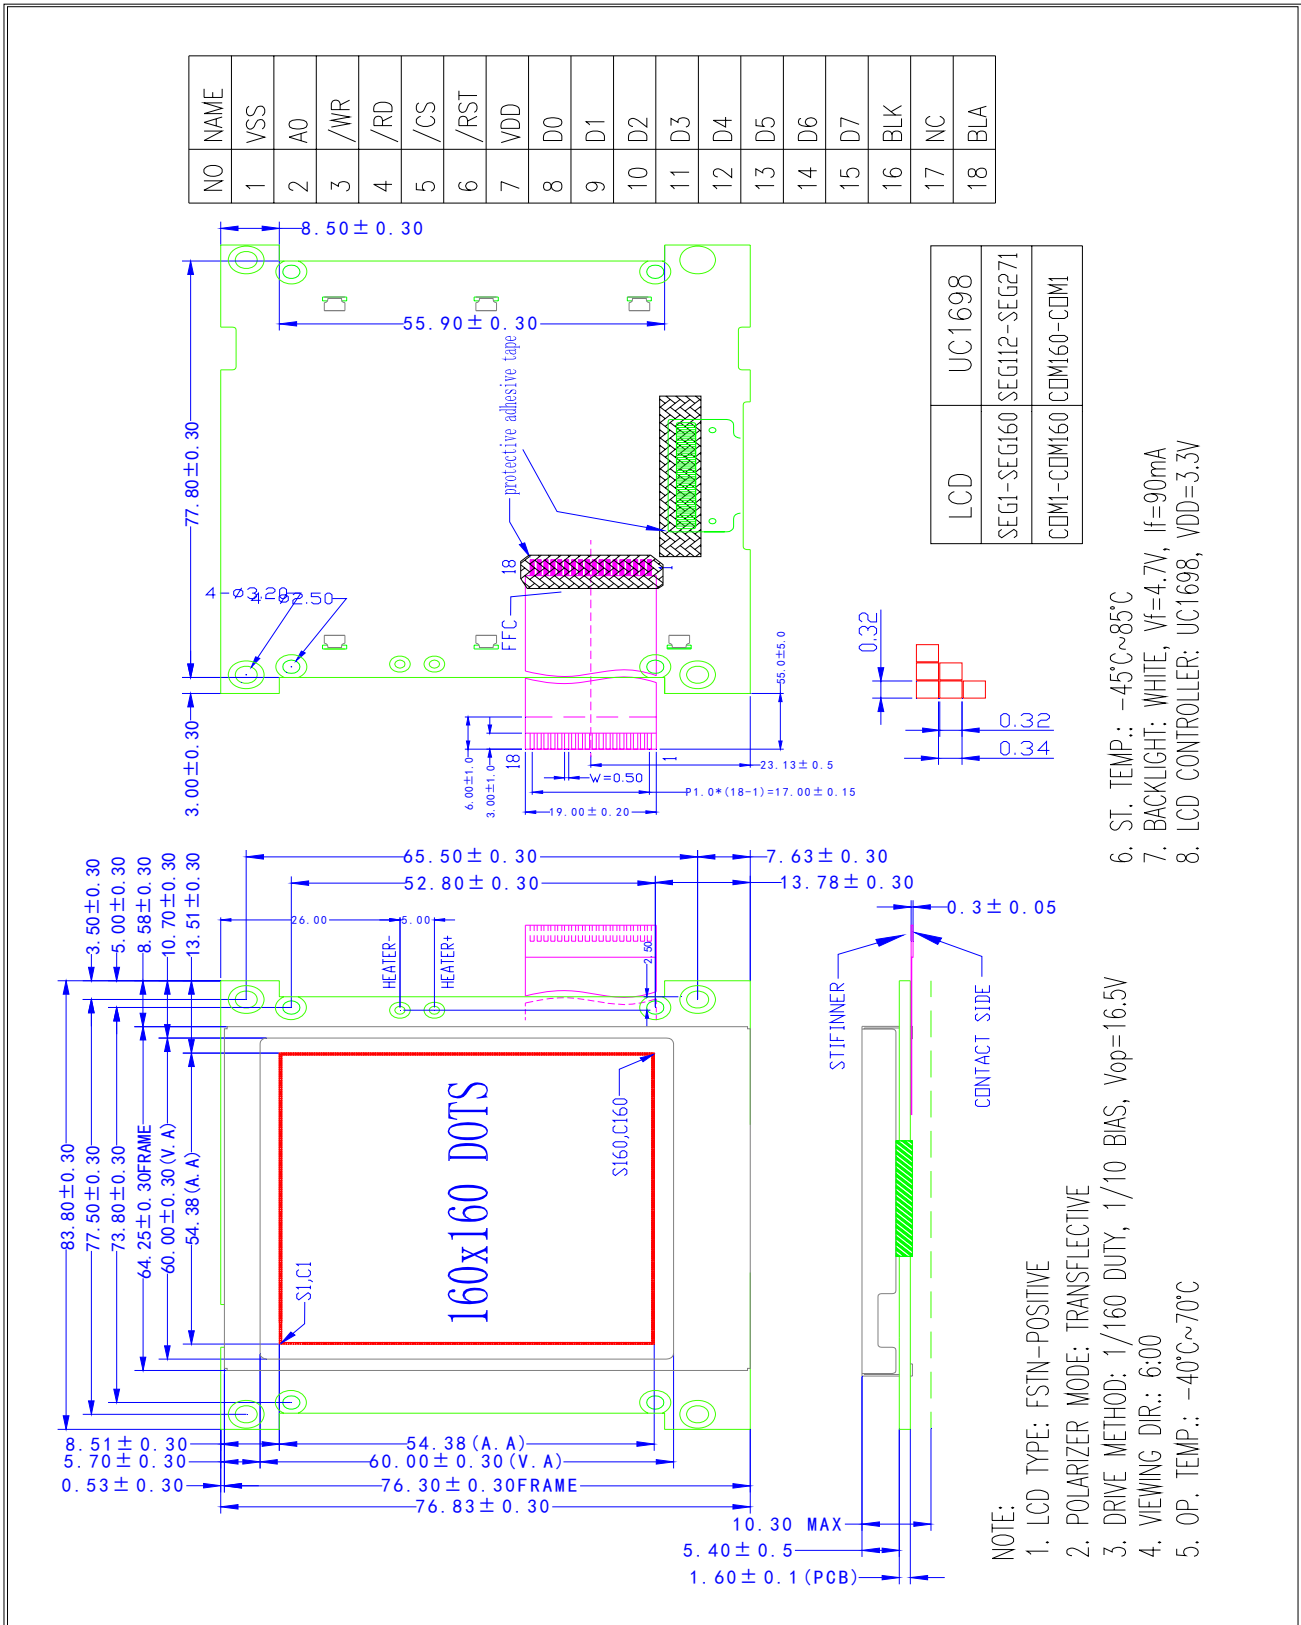 NO NAME
1 VSS
2 A0
3 /WR
4 /RD
5 /CS
6 /RST
7 VDD
8 D0
9 D1
10 D2
11 D3
12 D4
13 D5
14 D6
15 D7
16 BLK
17 NC
18 BLA
8.50±0.30
77.80±0.30
55.90±0.30
protective adhesive tape
4-ø3.20
4-ø2.50
18
1
FFC
3.00±0.30
55.0±5.0
6.00±1.0
3.00±1.0
18
1
W=0.50
23.13±0.5
P1.0*(18-1)=17.00±0.15
19.00±0.20
LCD UC1698
SEG1-SEG160 SEG112-SEG271
COM1-COM160 COM160-COM1
0.32
0.32
0.34
65.50±0.30
7.63±0.30
52.80±0.30
13.78±0.30
26.00
5.00
HEATER-
HEATER+
2.50
3.50±0.30
5.00±0.30
8.58±0.30
10.70±0.30
13.51±0.30
83.80±0.30
77.50±0.30
73.80±0.30
64.25±0.30FRAME
60.00±0.30(V.A)
54.38(A.A)
S1,C1
160x160 DOTS
S160,C160
8.51±0.30
54.38(A.A)
5.70±0.30
60.00±0.30(V.A)
0.53±0.30
76.30±0.30FRAME
76.83±0.30
0.3±0.05
STIFINNER
CONTACT SIDE
10.30 MAX
5.40±0.5
1.60±0.1(PCB)
NOTE:
1. LCD TYPE: FSTN-POSITIVE
2. POLARIZER MODE: TRANSFLECTIVE
3. DRIVE METHOD: 1/160 DUTY, 1/10 BIAS, Vop=16.5V
4. VIEWING DIR.: 6:00
5. OP. TEMP.: -40°C~70°C
6. ST. TEMP.: -45°C~85°C
7. BACKLIGHT: WHITE, Vf=4.7V, If=90mA
8. LCD CONTROLLER: UC1698, VDD=3.3V